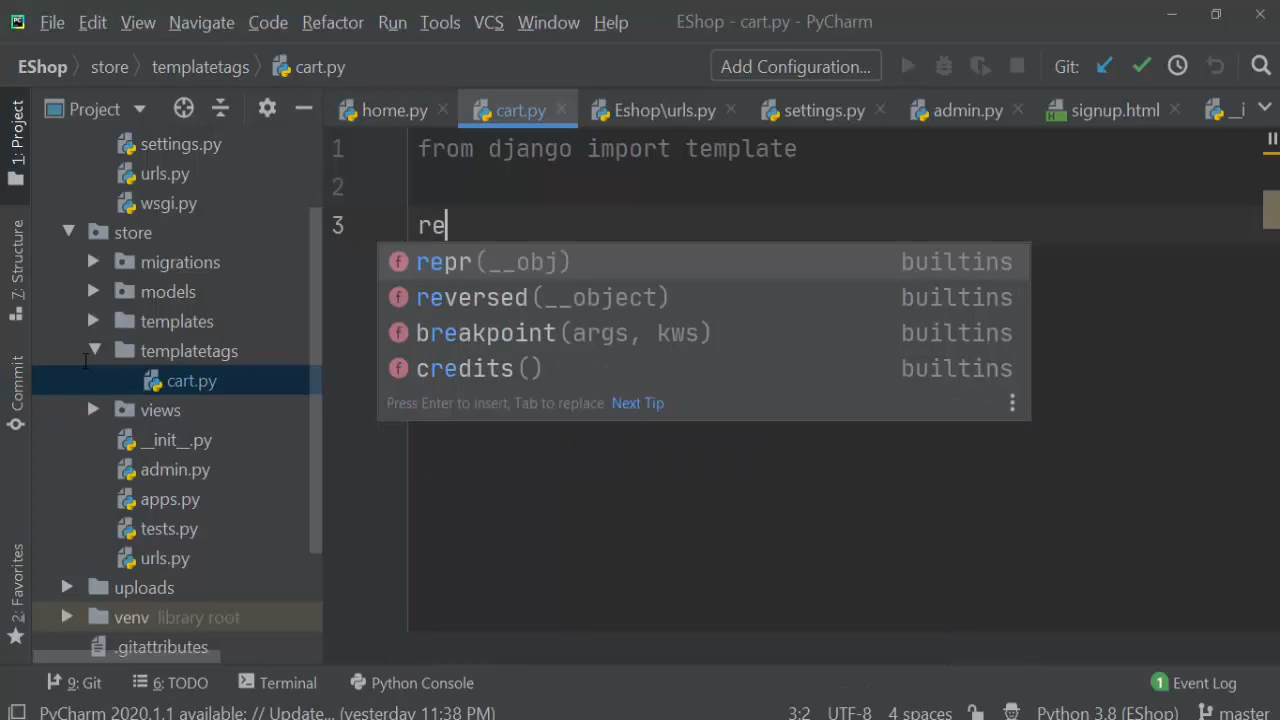 File Edit View Navigate Code Refactor Run Tools VCS Window Help EShop - cart.py - PyCharm
EShop store templatetags cart.py Add Configuration... Git:
Project home.py cart.py Eshop\urls.py settings.py admin.py signup.html __i
1: Project
Z: Structure
Commit
2: Favorites
settings.py
urls.py
wsgi.py
store
migrations
models
templates
templatetags
cart.py
views
__init__.py
admin.py
apps.py
tests.py
urls.py
uploads
venv library root
.gitattributes
1 from django import template
2
3 re
repr(__obj) builtins
reversed(__object) builtins
breakpoint(args, kws) builtins
credits() builtins
Press Enter to insert, Tab to replace Next Tip
9: Git 6: TODO Terminal Python Console 1 Event Log
PyCharm 2020.1.1 available: // Update... (yesterday 11:38 PM) 3:2 UTF-8 4 spaces Python 3.8 (EShop) master